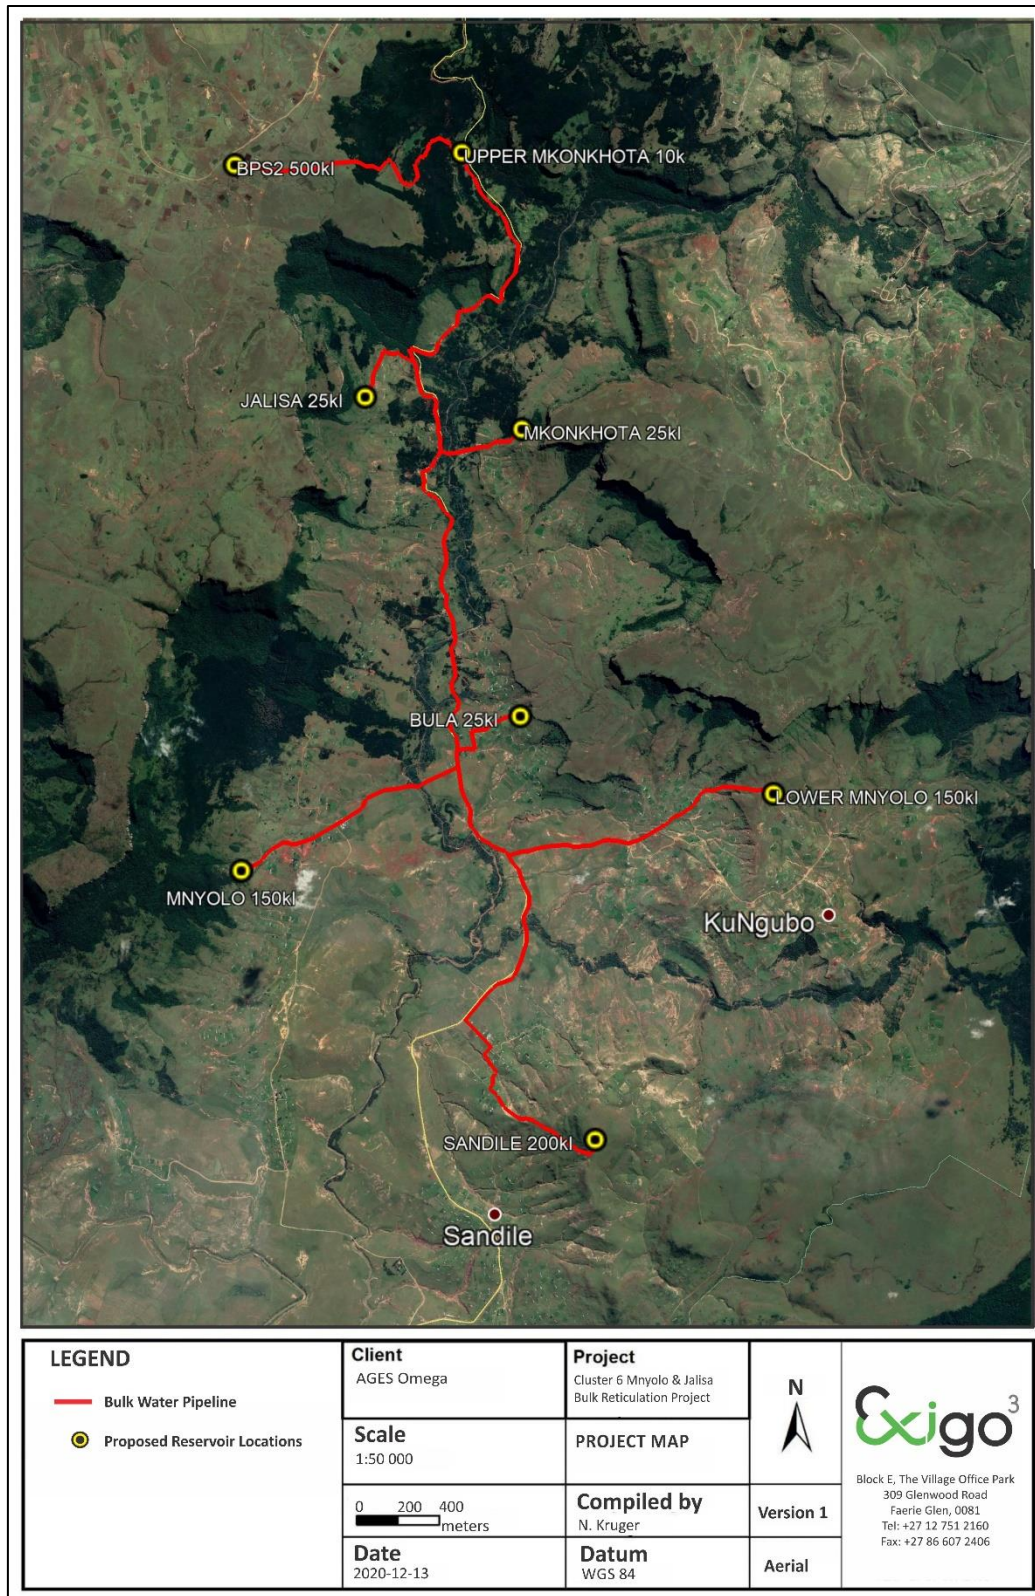 BPS2 500kl
UPPER MKONKHOTA 10k
JALISA 25kl
MKONKHOTA 25kl
BULA 25kl
LOWER MNYOLO 150kl
MNYOLO 150kl
KuNgubo
SANDILE 200kl
Sandile
LEGEND
Bulk Water Pipeline
Proposed Reservoir Locations
Client
AGES Omega
Project
Cluster 6 Mnyolo & Jalisa
Bulk Reticulation Project
Scale
1:50 000
PROJECT MAP
0 200 400
meters
Compiled by
N. Kruger
Date
2020-12-13
Datum
WGS 84
N
Version 1
Aerial
Exigo3
Block E, The Village Office Park
309 Glenwood Road
Faerie Glen, 0081
Tel: +27 12 751 2160
Fax: +27 86 607 2406